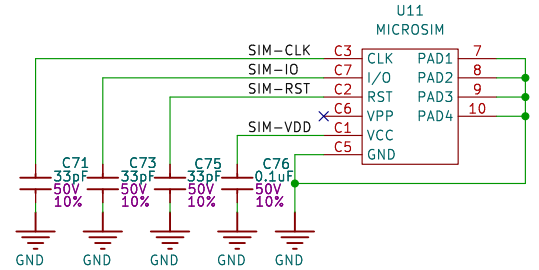 U11
MICROSIM
SIM-CLK C3 CLK PAD1 7
SIM-IO C7 I/O PAD2 8
SIM-RST C2 RST PAD3 9
C6 VPP PAD4 10
SIM-VDD C1 VCC
C5 GND
C71 C73 C75 C76
33pF 33pF 33pF 0.1uF
50V 50V 50V 50V
10% 10% 10% 10%
GND GND GND GND GND